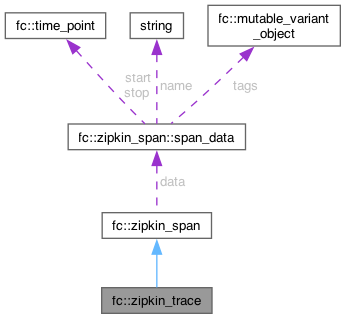 fc::time_point
string
fc::mutable_variant
_object
start
stop
name
tags
fc::zipkin_span::span_data
data
fc::zipkin_span
fc::zipkin_trace